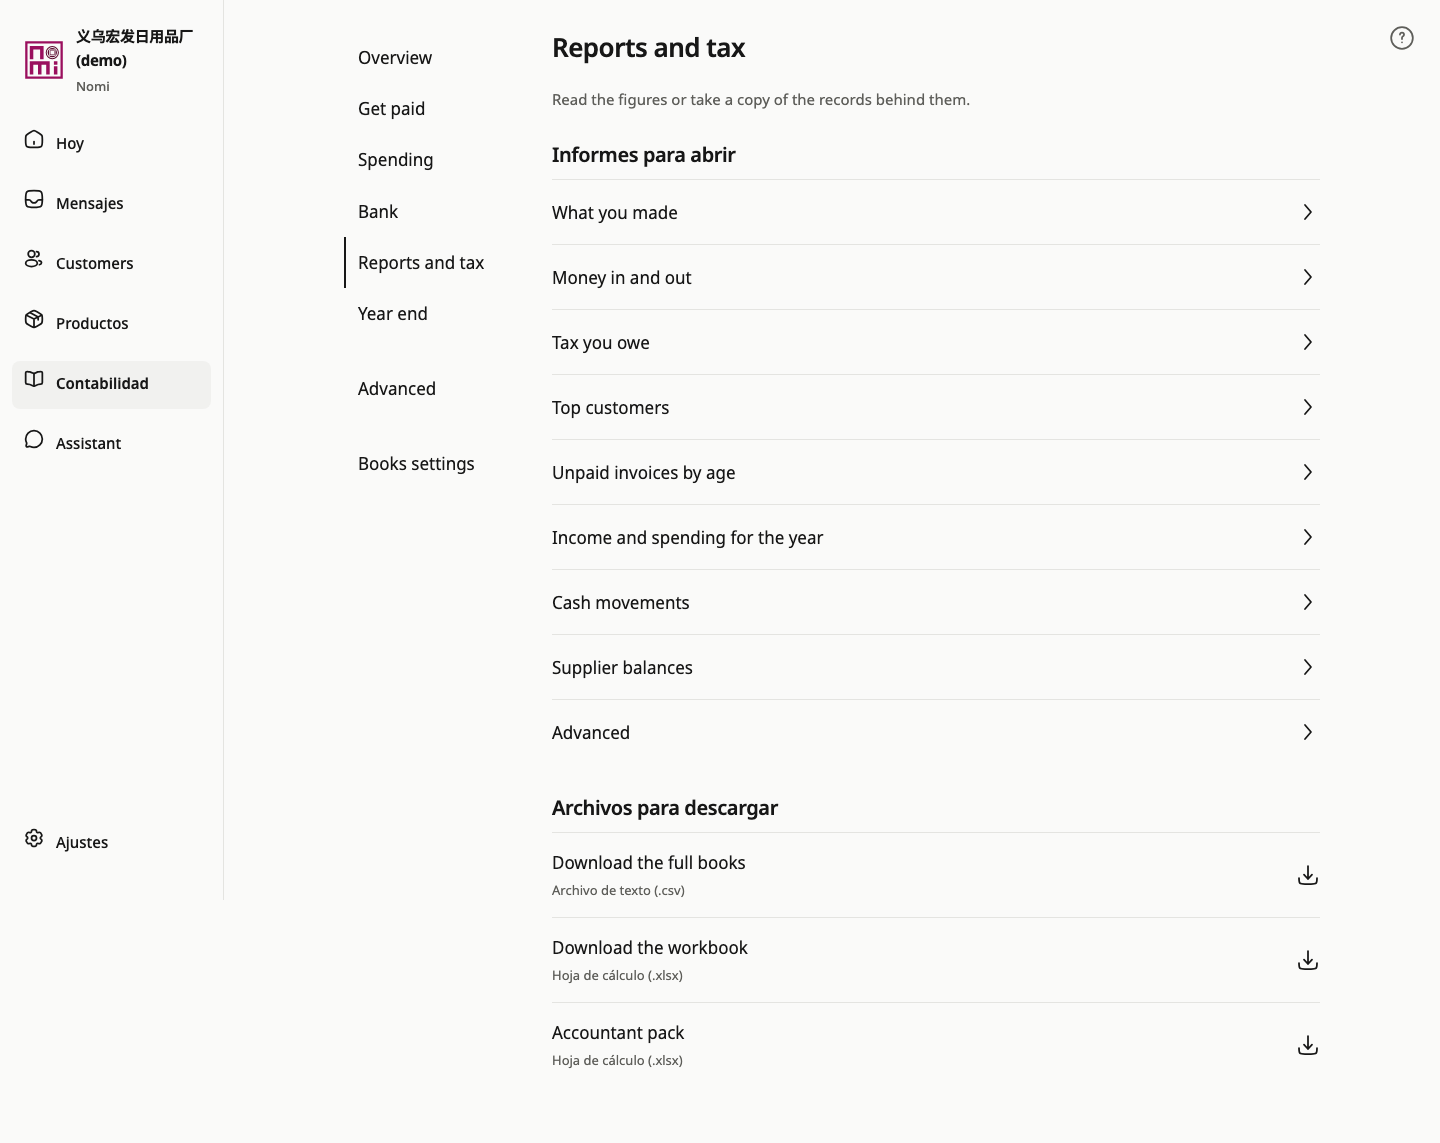 义乌宏发日用品厂
(demo)
Nomi
Hoy
Mensajes
Customers
Productos
Contabilidad
Assistant
Ajustes
Overview
Get paid
Spending
Bank
Reports and tax
Year end
Advanced
Books settings
Reports and tax
Read the figures or take a copy of the records behind them.
Informes para abrir
What you made
Money in and out
Tax you owe
Top customers
Unpaid invoices by age
Income and spending for the year
Cash movements
Supplier balances
Advanced
Archivos para descargar
Download the full books
Archivo de texto (.csv)
Download the workbook
Hoja de cálculo (.xlsx)
Accountant pack
Hoja de cálculo (.xlsx)